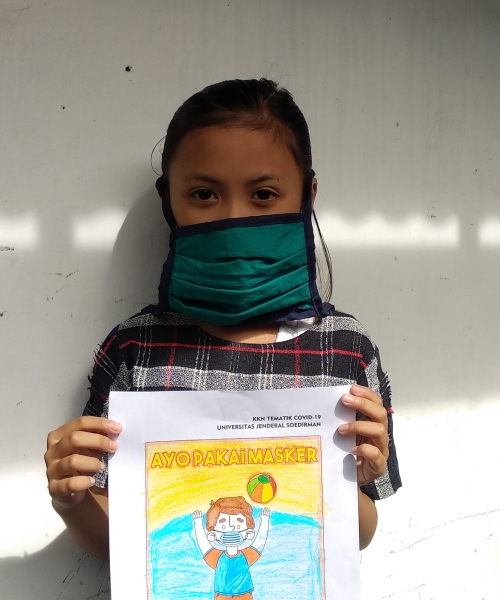 KKN TEMATIK COVID-19
UNIVERSITAS JENDERAL SOEDIRMAN
AYO PAKAI MASKER